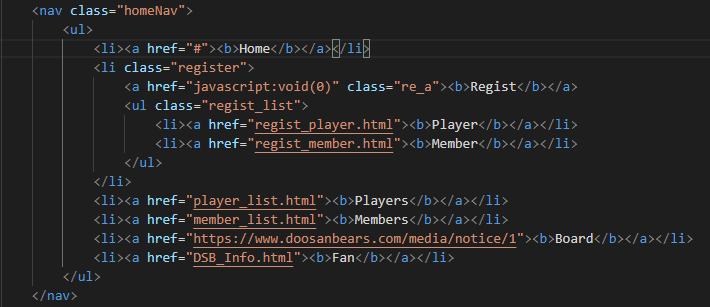 <nav class="homeNav">
<ul>
<li><a href="#"><b>Home</b></a></li>
<li class="register">
<a href="javascript:void(0)" class="re_a"><b>Regist</b></a>
<ul class="regist_list">
<li><a href="regist_player.html"><b>Player</b></a></li>
<li><a href="regist_member.html"><b>Member</b></a></li>
</ul>
</li>
<li><a href="player_list.html"><b>Players</b></a></li>
<li><a href="member_list.html"><b>Members</b></a></li>
<li><a href="https://www.doosanbears.com/media/notice/1"><b>Board</b></a></li>
<li><a href="DSB_Info.html"><b>Fan</b></a></li>
</ul>
</nav>